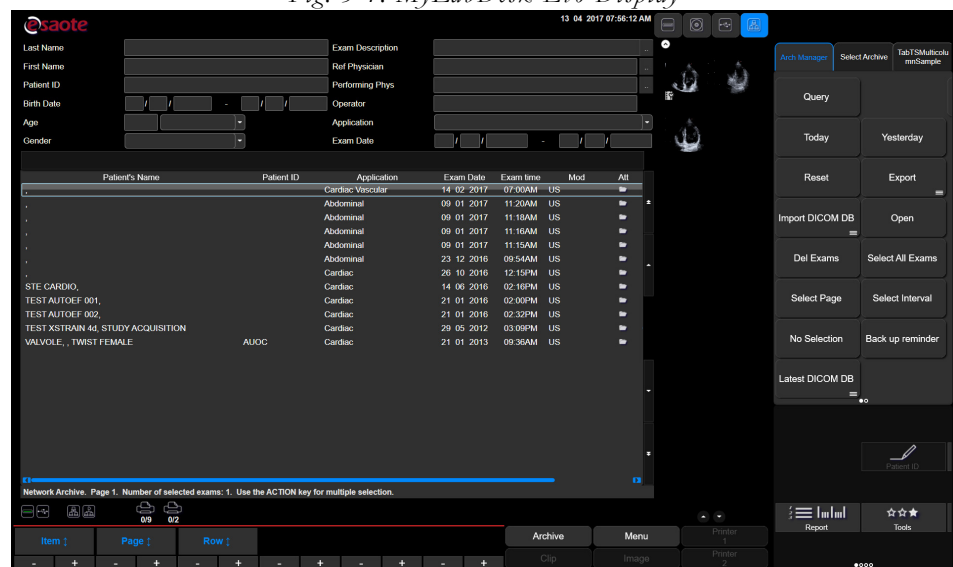 esaote
13 04 2017 07:56:12 AM
Last Name
Exam Description
First Name
Ref Physician
Patient ID
Performing Phys
Birth Date / / - / /
Operator
Age
Application
Gender
Exam Date / / - / /
Patient's Name Patient ID Application Exam Date Exam time Mod Att
, Cardiac Vascular 14 02 2017 07:00AM US
, Abdominal 09 01 2017 11:20AM US
, Abdominal 09 01 2017 11:18AM US
, Abdominal 09 01 2017 11:16AM US
, Abdominal 09 01 2017 11:15AM US
, Abdominal 23 12 2016 09:54AM US
, Cardiac 26 10 2016 12:15PM US
STE CARDIO, Cardiac 14 06 2016 02:16PM US
TEST AUTOEF 001, Cardiac 21 01 2016 02:00PM US
TEST AUTOEF 002, Cardiac 21 01 2016 02:32PM US
TEST XSTRAIN 4d, STUDY ACQUISITION Cardiac 29 05 2012 03:09PM US
VALVOLE, , TWIST FEMALE AUOC Cardiac 21 01 2013 09:36AM US
Network Archive. Page 1. Number of selected exams: 1. Use the ACTION key for multiple selection.
0/9 0/2
Item Page Row
- + - + - + - + - + - +
Archive Menu Printer 1
Clip Image Printer 2
Arch Manager Select Archive TabTSMulticolu
mnSample
Query
Today Yesterday
Reset Export
Import DICOM DB Open
Del Exams Select All Exams
Select Page Select Interval
No Selection Back up reminder
Latest DICOM DB
Patient ID
Report Tools